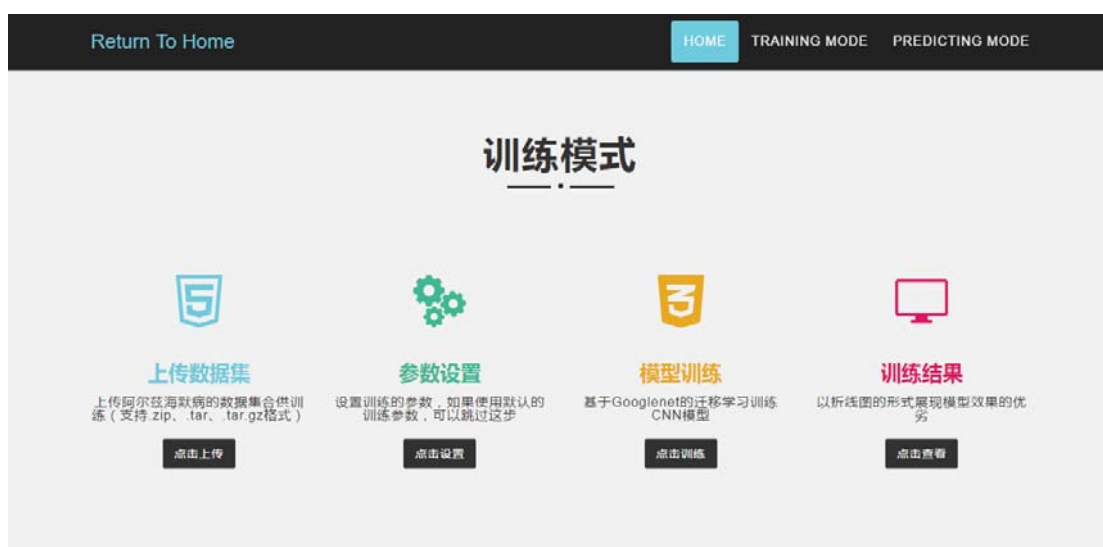 Return To Home
HOME
TRAINING MODE
PREDICTING MODE
训练模式
上传数据集
上传阿尔兹海默病的数据集合供训
练（支持.zip、.tar、.tar.gz格式）
点击上传
参数设置
设置训练的参数，如果使用默认的
训练参数，可以跳过这步
点击设置
模型训练
基于Googlenet的迁移学习训练
CNN模型
点击训练
训练结果
以折线图的形式展现模型效果的优
劣
点击查看